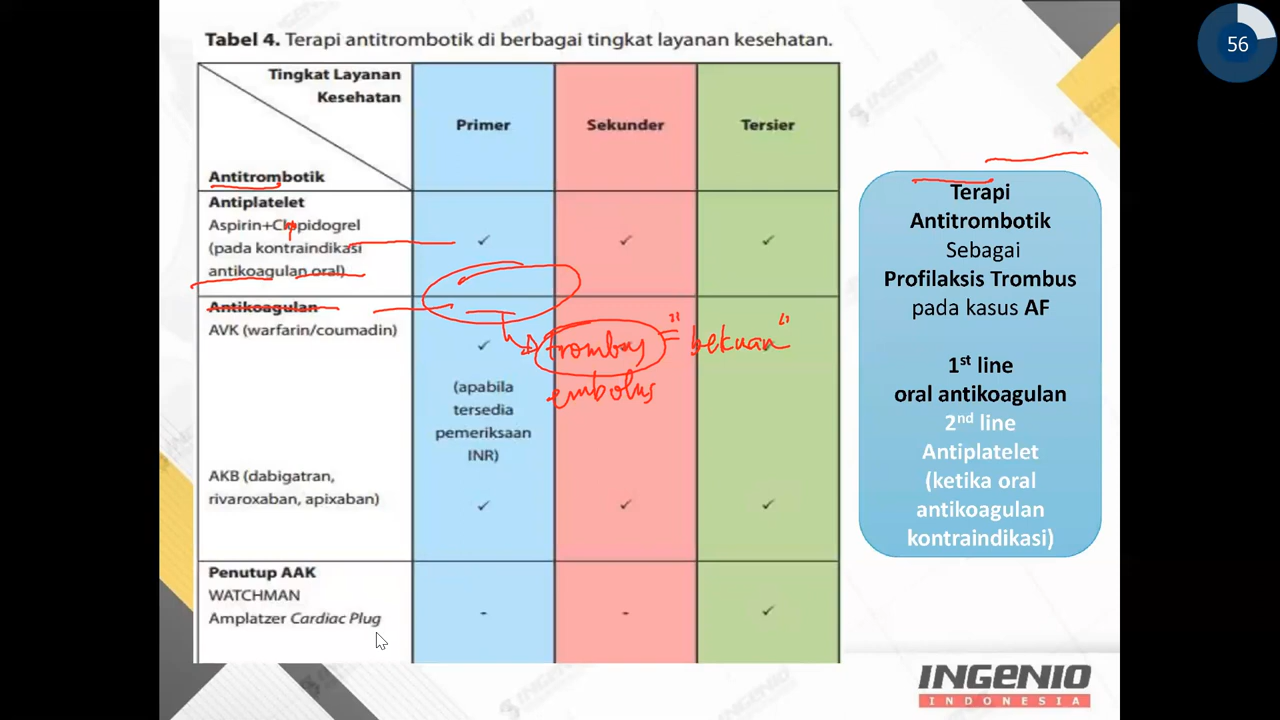 56
Tabel 4. Terapi antitrombotik di berbagai tingkat layanan kesehatan.
Tingkat Layanan
Kesehatan
Antitrombotik
Primer
Sekunder
Tersier
Antiplatelet
Aspirin+Clopidogrel
(pada kontraindikasi
antikoagulan oral)
✓ ✓ ✓
Antikoagulan
AVK (warfarin/coumadin)
✓
(apabila
tersedia
pemeriksaan
INR)
trombus = "bekuan"
embolus
AKB (dabigatran,
rivaroxaban, apixaban)
✓ ✓ ✓
Penutup AAK
WATCHMAN
Amplatzer Cardiac Plug
- - ✓
Terapi
Antitrombotik
Sebagai
Profilaksis Trombus
pada kasus AF
1st line
oral antikoagulan
2nd line
Antiplatelet
(ketika oral
antikoagulan
kontraindikasi)
INGENIO
INDONESIA